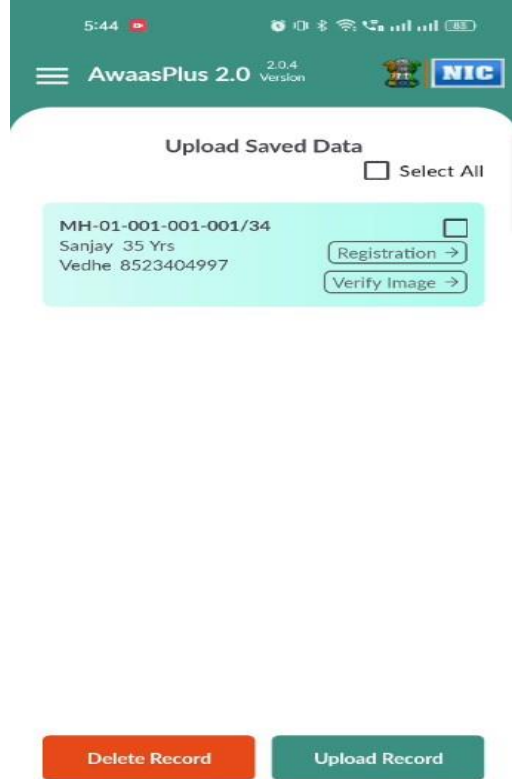 5:44 83
AwaasPlus 2.0 2.0.4 Version NIC
Upload Saved Data
Select All
MH-01-001-001-001/34
Sanjay 35 Yrs
Registration →
Vedhe 8523404997
Verify Image →
Delete Record Upload Record